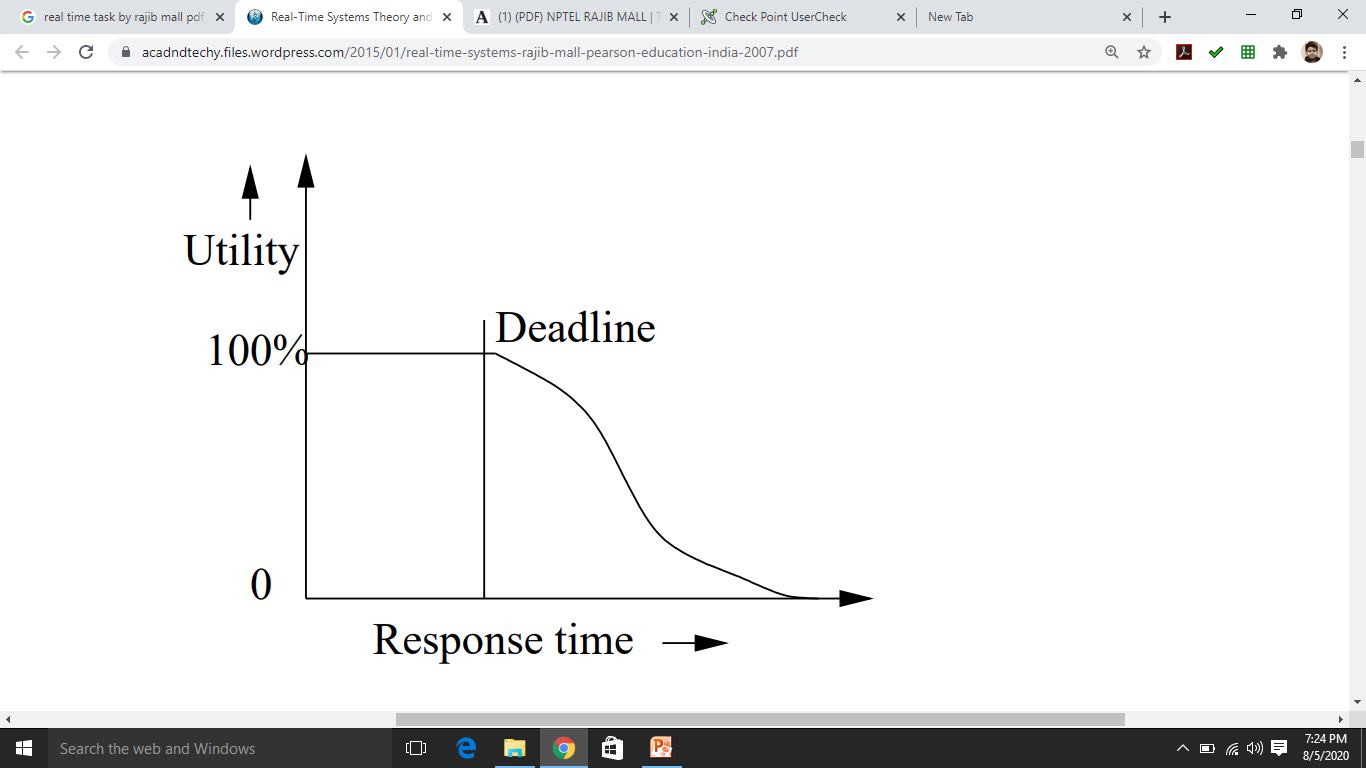 real time task by rajib mall pdf
Real-Time Systems Theory and
(1) (PDF) NPTEL RAJIB MALL | T
Check Point UserCheck
New Tab
acadndtechy.files.wordpress.com/2015/01/real-time-systems-rajib-mall-pearson-education-india-2007.pdf
Utility
Deadline
100%
0
Response time
Search the web and Windows
7:24 PM
8/5/2020